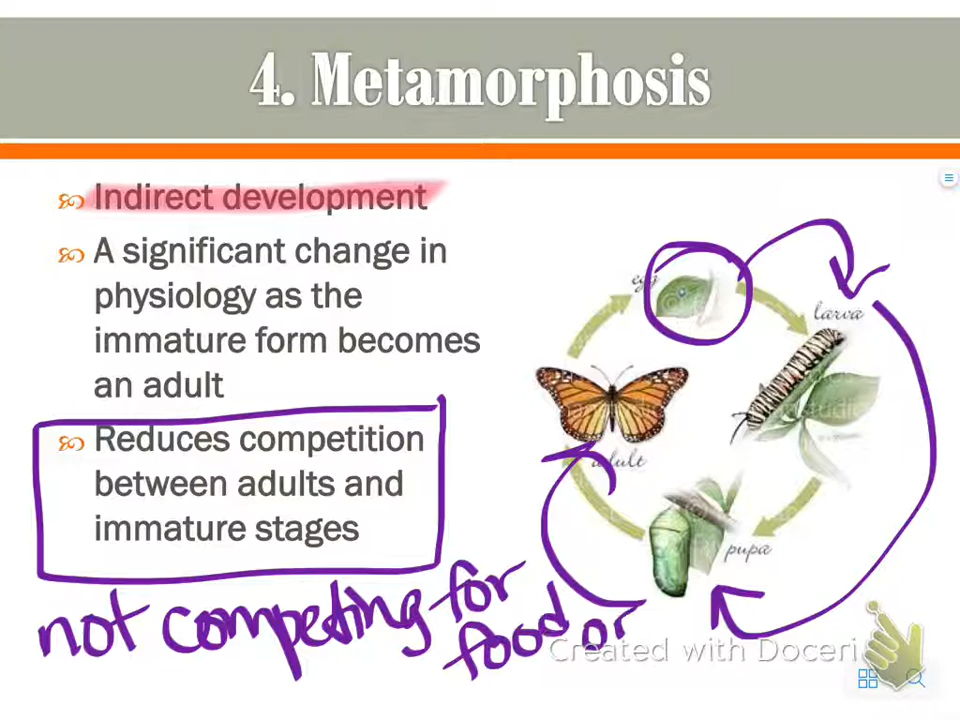 4. Metamorphosis
Indirect development
A significant change in
physiology as the
immature form becomes
an adult
Reduces competition
between adults and
immature stages
egg
larva
adult
pupa
not competing for
food or
Created with Doceri